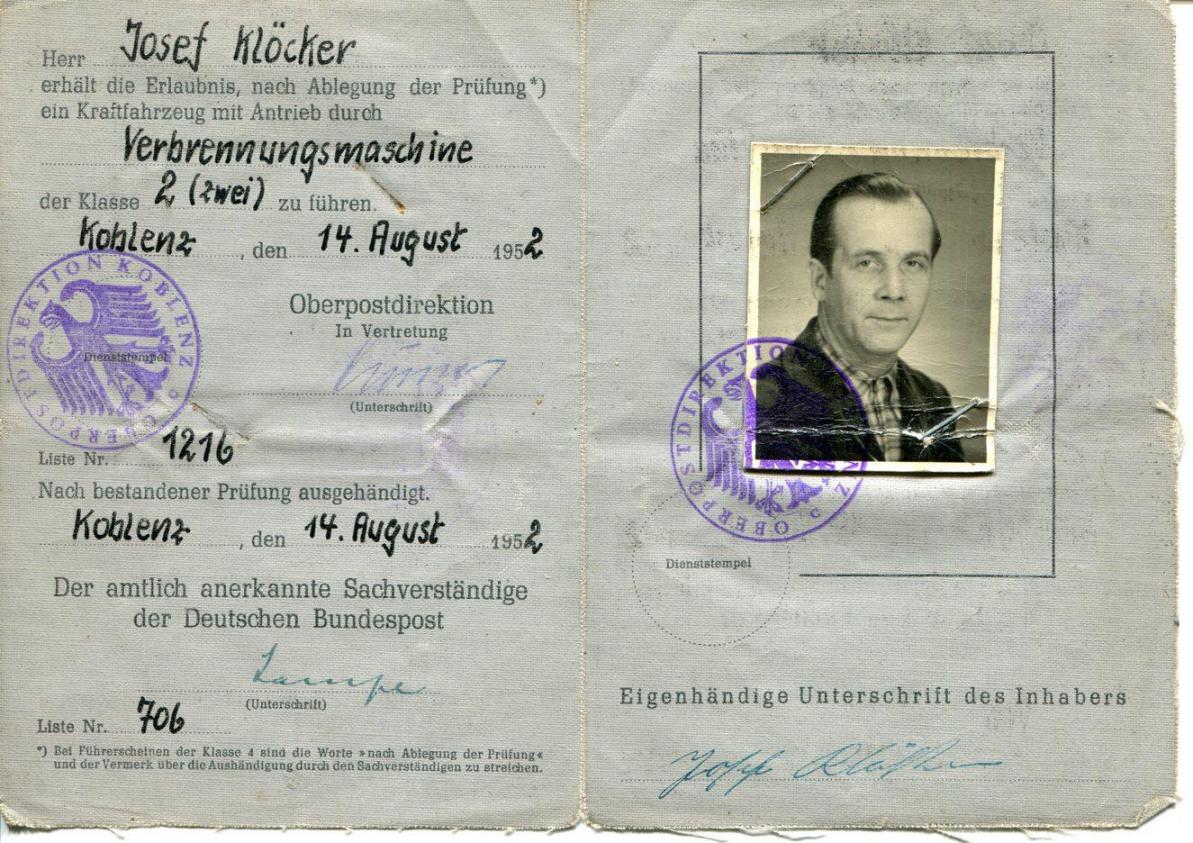 Herr Josef Klöcker
erhält die Erlaubnis, nach Ablegung der Prüfung*)
ein Kraftfahrzeug mit Antrieb durch
Verbrennungsmaschine
der Klasse 2 (zwei) zu führen.
Koblenz, den 14. August 1952
OBERPOSTDIREKTION KOBLENZ
Dienststempel
Oberpostdirektion
In Vertretung
(Unterschrift)
Liste Nr. 1216
Nach bestandener Prüfung ausgehändigt.
Koblenz, den 14. August 1952
Der amtlich anerkannte Sachverständige
der Deutschen Bundespost
Lampe
(Unterschrift)
Liste Nr. 706
*) Bei Führerscheinen der Klasse 4 sind die Worte »nach Ablegung der Prüfung«
und der Vermerk über die Aushändigung durch den Sachverständigen zu streichen.
OBERPOSTDIREKTION
Dienststempel
Eigenhändige Unterschrift des Inhabers
Josef Klöcker